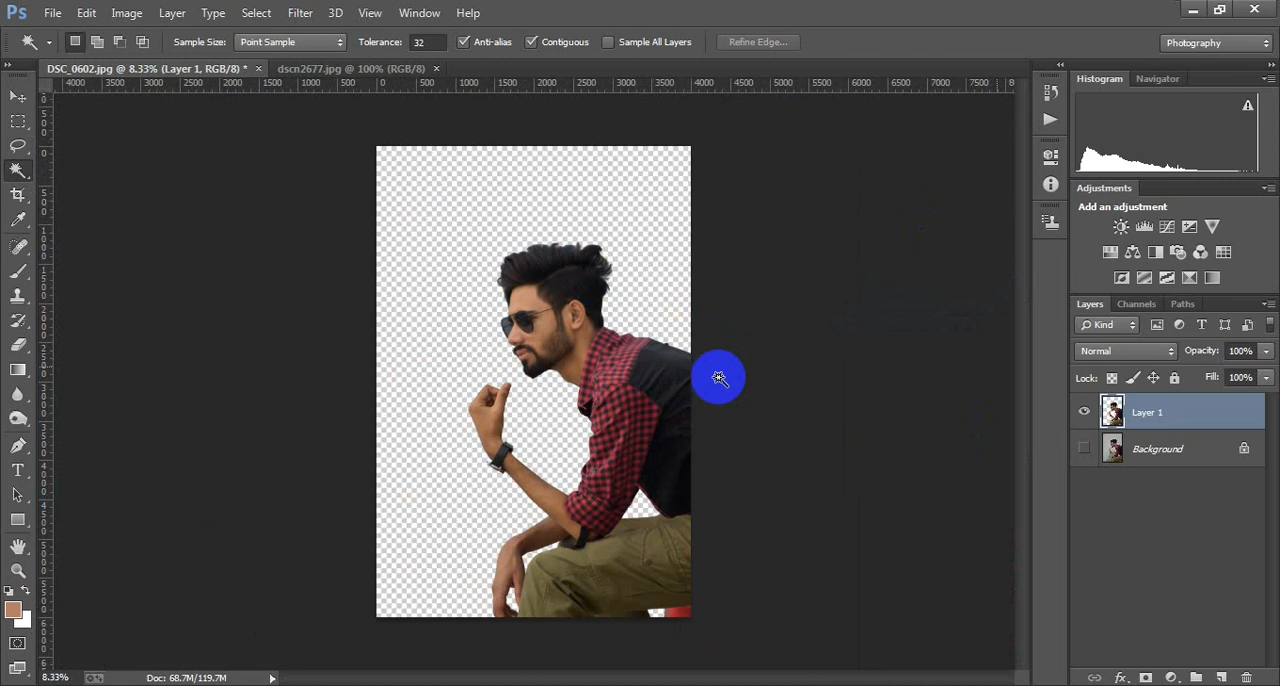 Ps File Edit Image Layer Type Select Filter 3D View Window Help
Sample Size: Point Sample Tolerance: 32 Anti-alias Contiguous Sample All Layers Refine Edge... Photography
DSC_0602.jpg @ 8.33% (Layer 1, RGB/8) * × dscn2677.jpg @ 100% (RGB/8) ×
4000 3500 3000 2500 2000 1500 1000 500 0 500 1000 1500 2000 2500 3000 3500 4000 4500 5000 5500 6000 6500 7000 7500
Histogram Navigator
Adjustments
Add an adjustment
Layers Channels Paths
Kind
Normal Opacity: 100%
Lock: Fill: 100%
Layer 1
Background
8.33% Doc: 68.7M/119.7M